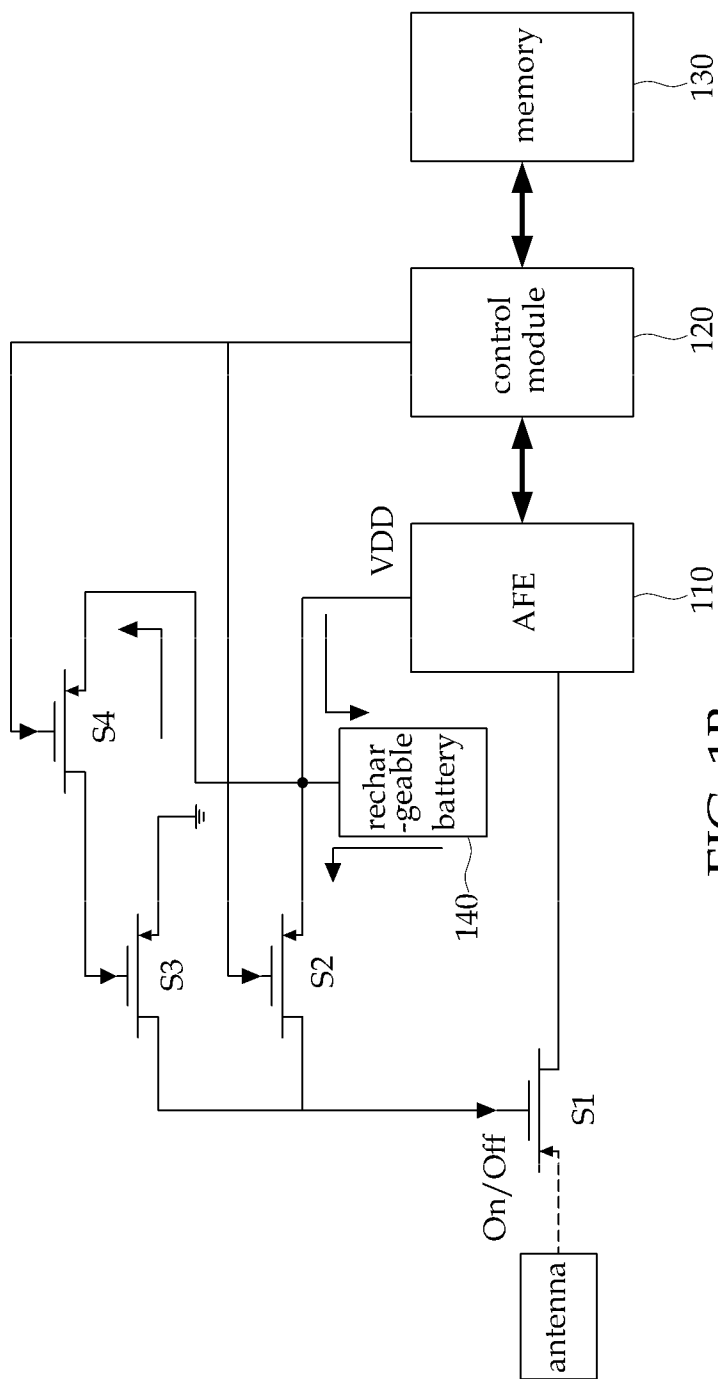 S4
S3
S2
VDD
On/Off
S1
antenna
rechar
-geable
battery
140
AFE
110
control
module
120
memory
130